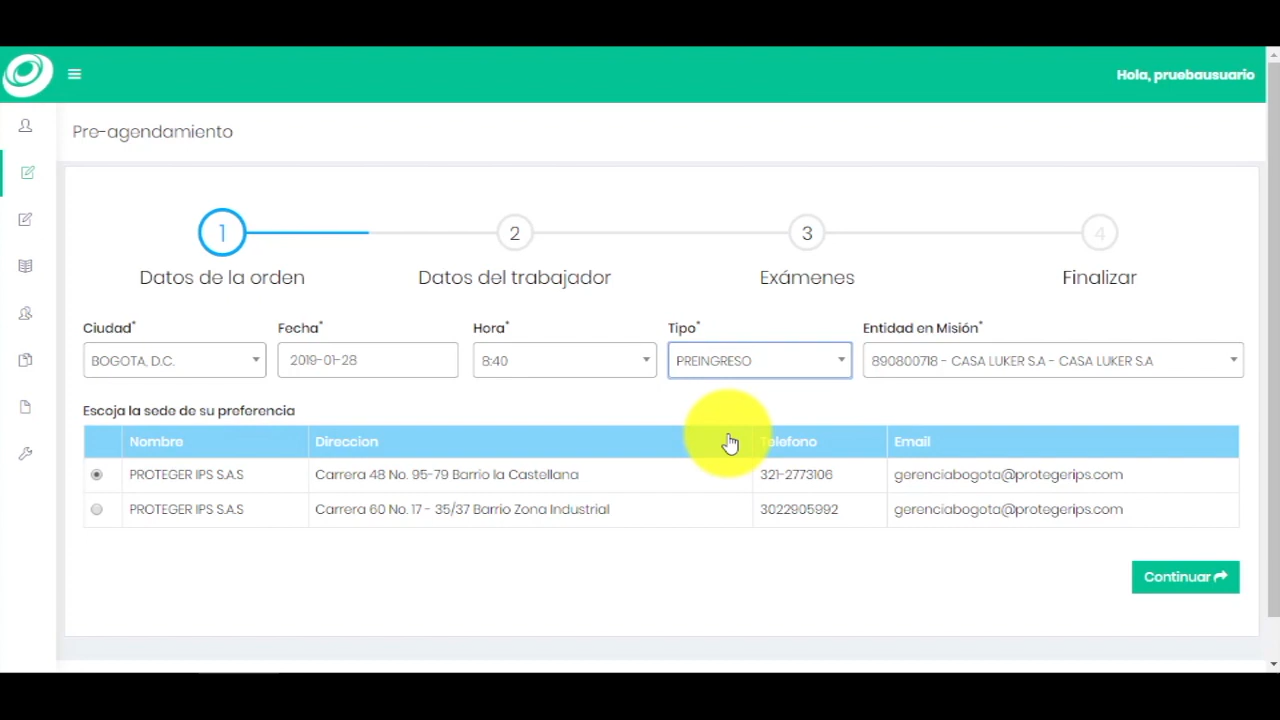 Hola, pruebausuario
Pre-agendamiento
1 2 3 4
Datos de la orden Datos del trabajador Exámenes Finalizar
Ciudad* Fecha* Hora* Tipo* Entidad en Misión*
BOGOTA, D.C. 2019-01-28 8:40 PREINGRESO 890800718 - CASA LUKER S.A - CASA LUKER S.A
Escoja la sede de su preferencia
Nombre Direccion Telefono Email
PROTEGER IPS S.A.S Carrera 48 No. 95-79 Barrio la Castellana 321-2773106 gerenciabogota@protegerips.com
PROTEGER IPS S.A.S Carrera 60 No. 17 - 35/37 Barrio Zona Industrial 3022905992 gerenciabogota@protegerips.com
Continuar